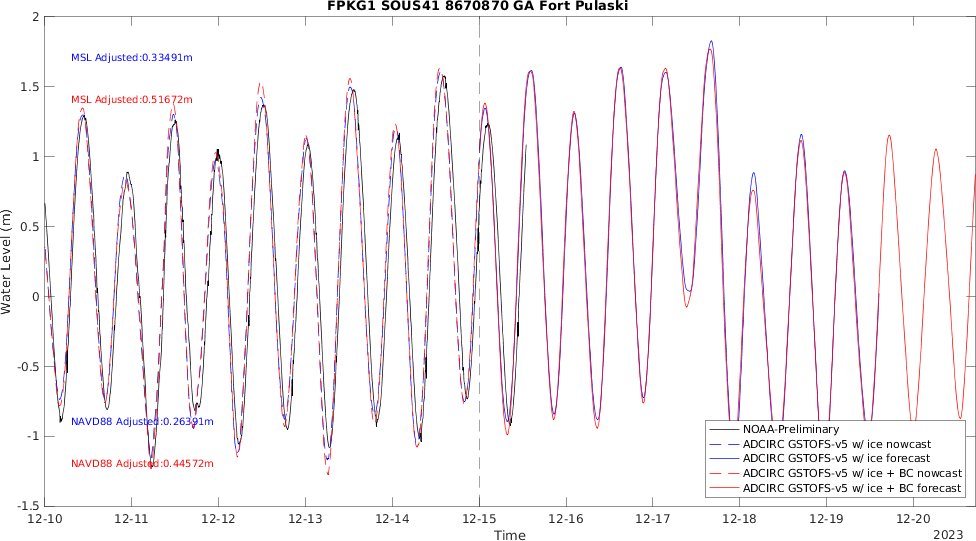 FPKG1 SOUS41 8670870 GA Fort Pulaski
2
1.5
1
0.5
0
-0.5
-1
-1.5
Water Level (m)
MSL Adjusted:0.33491m
MSL Adjusted:0.51672m
NAVD88 Adjusted:0.26391m
NAVD88 Adjusted:0.44572m
NOAA-Preliminary
ADCIRC GSTOFS-v5 w/ ice nowcast
ADCIRC GSTOFS-v5 w/ ice forecast
ADCIRC GSTOFS-v5 w/ ice + BC nowcast
ADCIRC GSTOFS-v5 w/ ice + BC forecast
12-10 12-11 12-12 12-13 12-14 12-15 12-16 12-17 12-18 12-19 12-20
Time
2023